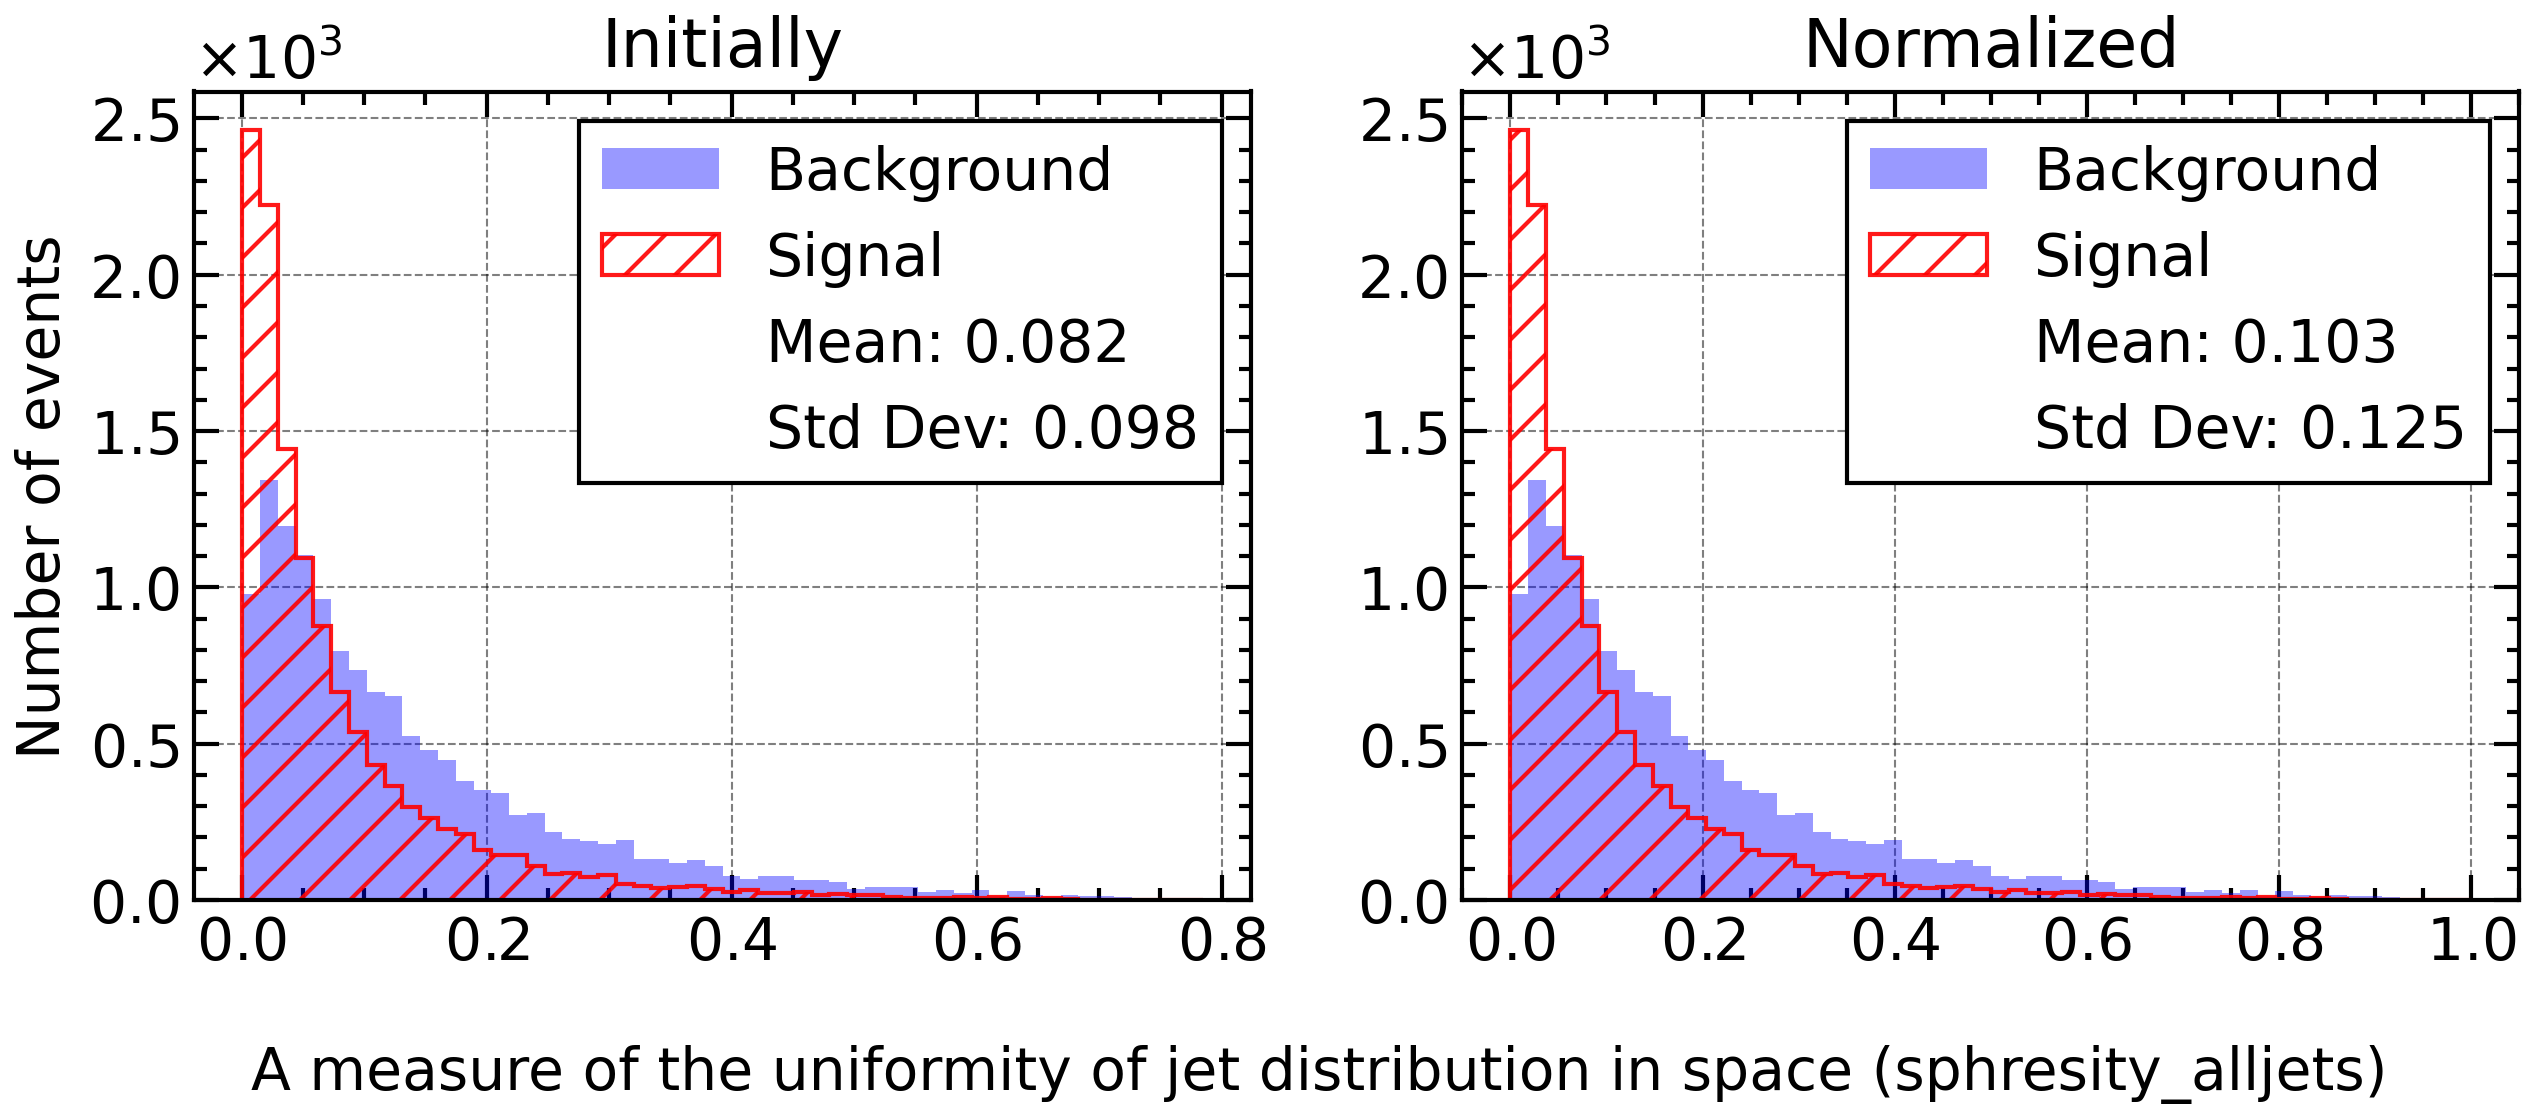 Initially
×10³
2.5
2.0
1.5
1.0
0.5
0.0
Number of events
Background
Signal
Mean: 0.082
Std Dev: 0.098
0.0 0.2 0.4 0.6 0.8
Normalized
×10³
2.5
2.0
1.5
1.0
0.5
0.0
Background
Signal
Mean: 0.103
Std Dev: 0.125
0.0 0.2 0.4 0.6 0.8 1.0
A measure of the uniformity of jet distribution in space (sphresity_alljets)